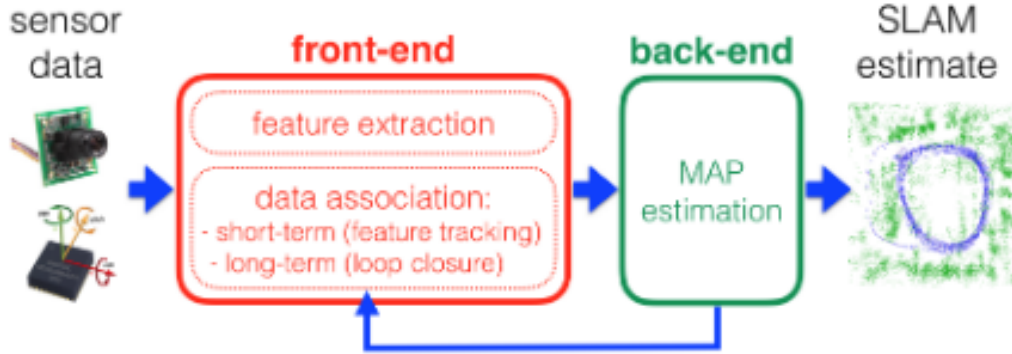 sensor
data
front-end
feature extraction
data association:
- short-term (feature tracking)
- long-term (loop closure)
back-end
MAP
estimation
SLAM
estimate